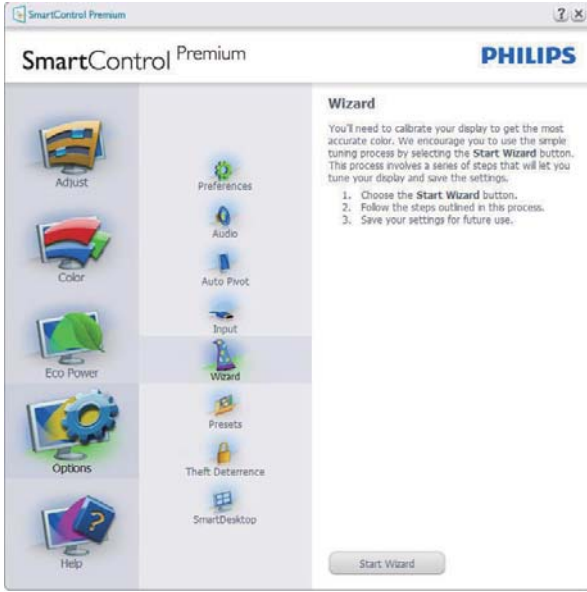 SmartControl Premium
SmartControl Premium
PHILIPS
Adjust
Color
Eco Power
Options
Help
Preferences
Audio
Auto Pivot
Input
Wizard
Presets
Theft Deterrence
SmartDesktop
Wizard
You'll need to calibrate your display to get the most
accurate color. We encourage you to use the simple
tuning process by selecting the Start Wizard button.
This process involves a series of steps that will let you
tune your display and save the settings.
1. Choose the Start Wizard button.
2. Follow the steps outlined in this process.
3. Save your settings for future use.
Start Wizard